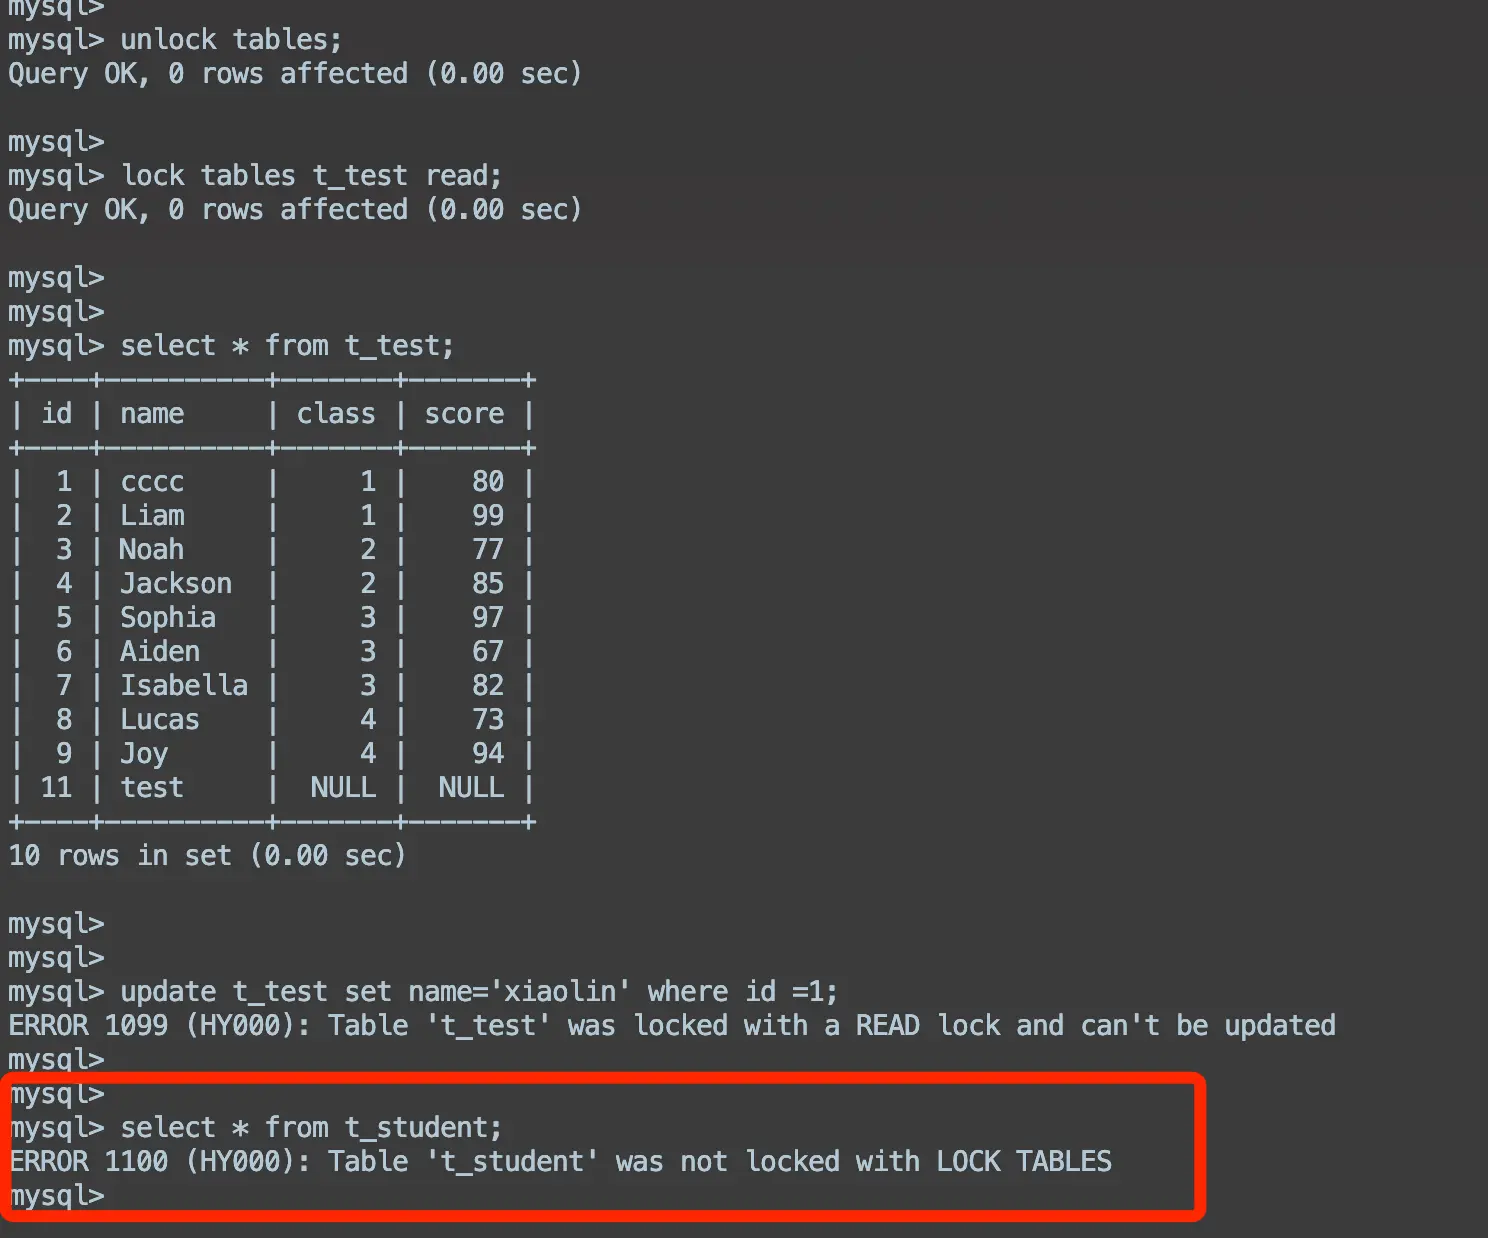 mysql>
mysql> unlock tables;
Query OK, 0 rows affected (0.00 sec)
mysql>
mysql> lock tables t_test read;
Query OK, 0 rows affected (0.00 sec)
mysql>
mysql>
mysql> select * from t_test;
+----+----------+-------+-------+
| id | name     | class | score |
+----+----------+-------+-------+
|  1 | cccc     |     1 |    80 |
|  2 | Liam     |     1 |    99 |
|  3 | Noah     |     2 |    77 |
|  4 | Jackson  |     2 |    85 |
|  5 | Sophia   |     3 |    97 |
|  6 | Aiden    |     3 |    67 |
|  7 | Isabella |     3 |    82 |
|  8 | Lucas    |     4 |    73 |
|  9 | Joy      |     4 |    94 |
| 11 | test     |  NULL |  NULL |
+----+----------+-------+-------+
10 rows in set (0.00 sec)
mysql>
mysql>
mysql> update t_test set name='xiaolin' where id =1;
ERROR 1099 (HY000): Table 't_test' was locked with a READ lock and can't be updated
mysql>
mysql>
mysql> select * from t_student;
ERROR 1100 (HY000): Table 't_student' was not locked with LOCK TABLES
mysql>